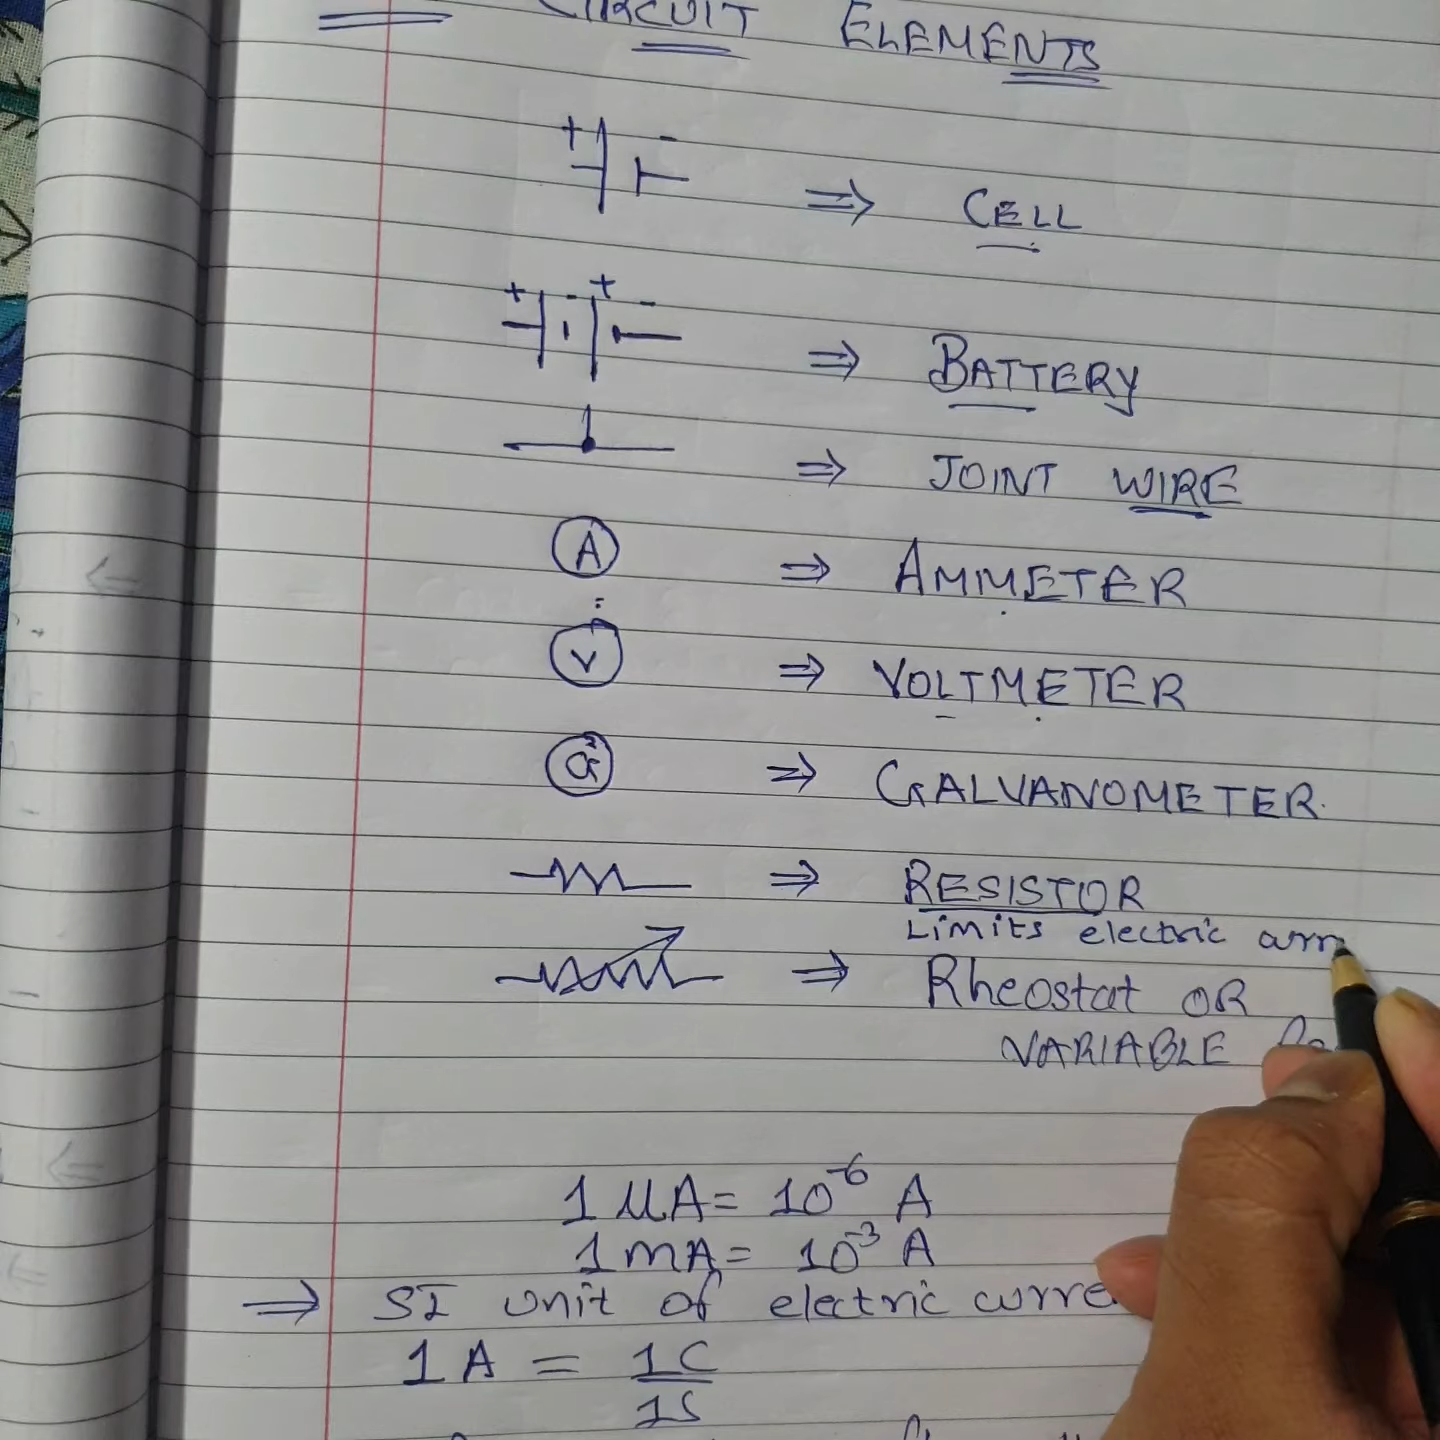 CIRCUIT ELEMENTS
+ - ⇒ CELL
+ - + - ⇒ BATTERY
⇒ JOINT WIRE
A ⇒ AMMETER
V ⇒ VOLTMETER
G ⇒ GALVANOMETER.
⇒ RESISTOR
Limits electric
⇒ Rheostat OR
VARIABLE
1 μA = 10⁻⁶ A
1 mA = 10⁻³ A
⇒ SI unit of electric curre
1 A = 1C
1S